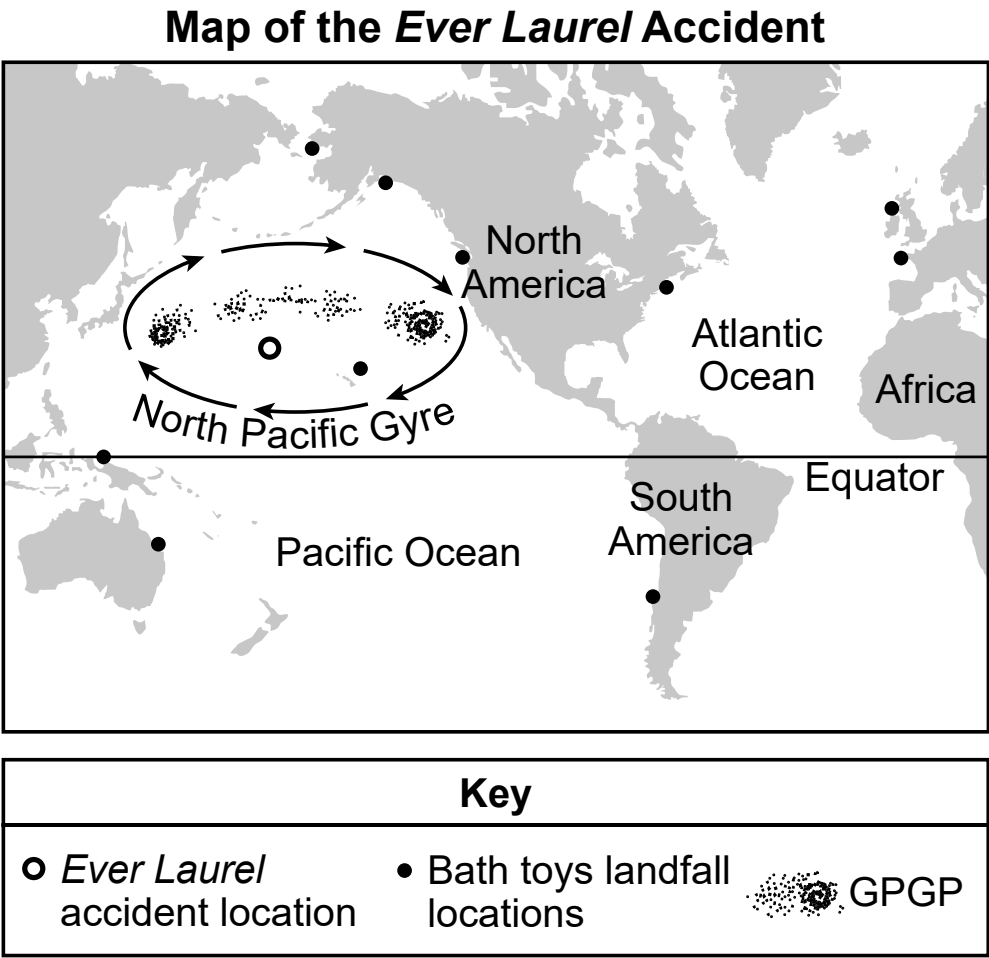 Map of the Ever Laurel Accident
North
America
Atlantic
Ocean
Africa
North Pacific Gyre
Equator
South
America
Pacific Ocean
Key
Ever Laurel
accident location
Bath toys landfall
locations
GPGP